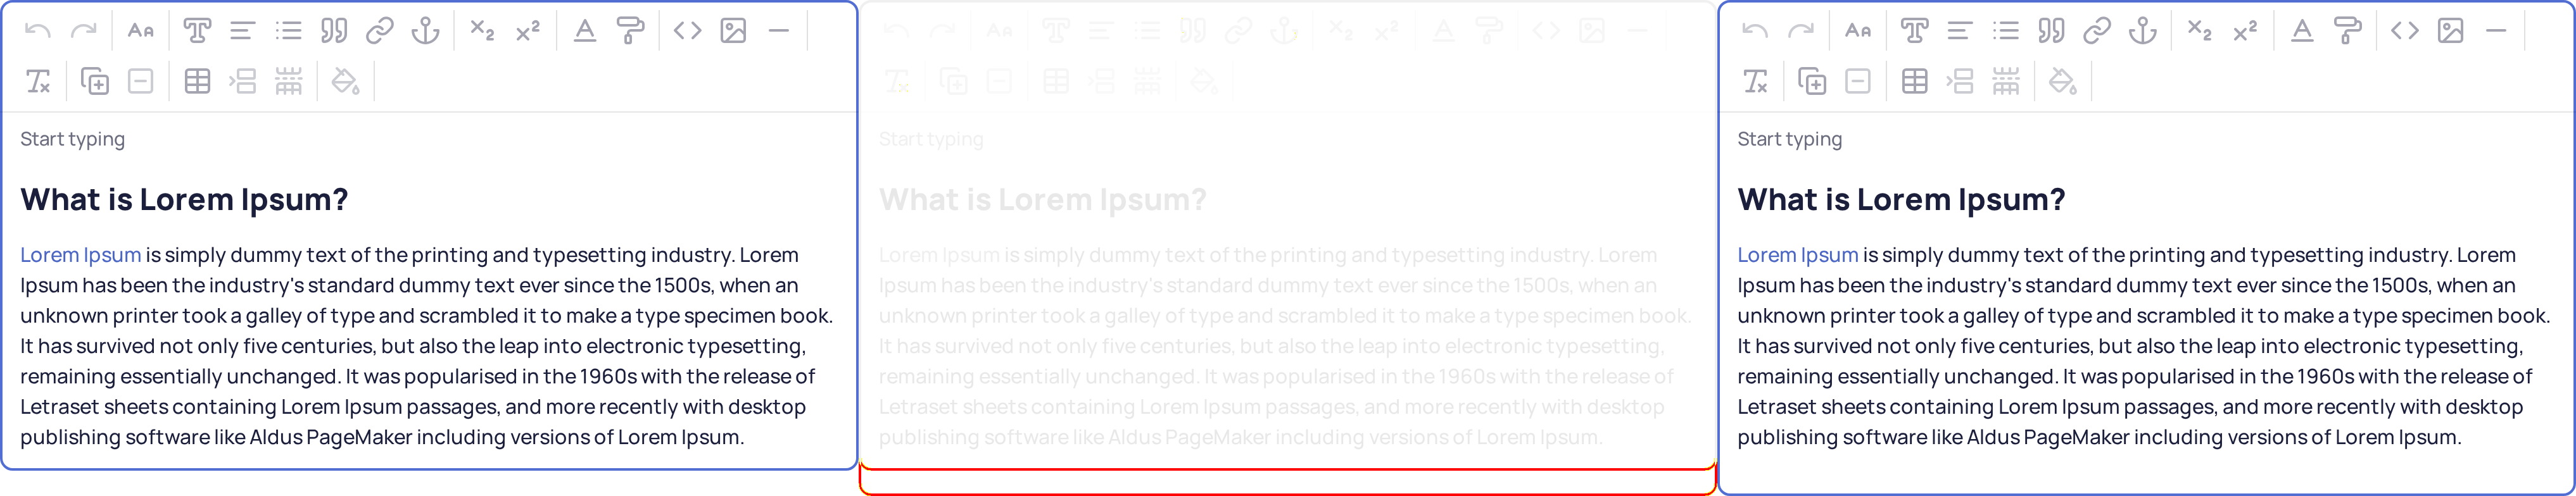 Start typing
What is Lorem Ipsum?
Lorem Ipsum is simply dummy text of the printing and typesetting industry. Lorem
Ipsum has been the industry's standard dummy text ever since the 1500s, when an
unknown printer took a galley of type and scrambled it to make a type specimen book.
It has survived not only five centuries, but also the leap into electronic typesetting,
remaining essentially unchanged. It was popularised in the 1960s with the release of
Letraset sheets containing Lorem Ipsum passages, and more recently with desktop
publishing software like Aldus PageMaker including versions of Lorem Ipsum.
Start typing
What is Lorem Ipsum?
Lorem Ipsum is simply dummy text of the printing and typesetting industry. Lorem
Ipsum has been the industry's standard dummy text ever since the 1500s, when an
unknown printer took a galley of type and scrambled it to make a type specimen book.
It has survived not only five centuries, but also the leap into electronic typesetting,
remaining essentially unchanged. It was popularised in the 1960s with the release of
Letraset sheets containing Lorem Ipsum passages, and more recently with desktop
publishing software like Aldus PageMaker including versions of Lorem Ipsum.
Start typing
What is Lorem Ipsum?
Lorem Ipsum is simply dummy text of the printing and typesetting industry. Lorem
Ipsum has been the industry's standard dummy text ever since the 1500s, when an
unknown printer took a galley of type and scrambled it to make a type specimen book.
It has survived not only five centuries, but also the leap into electronic typesetting,
remaining essentially unchanged. It was popularised in the 1960s with the release of
Letraset sheets containing Lorem Ipsum passages, and more recently with desktop
publishing software like Aldus PageMaker including versions of Lorem Ipsum.